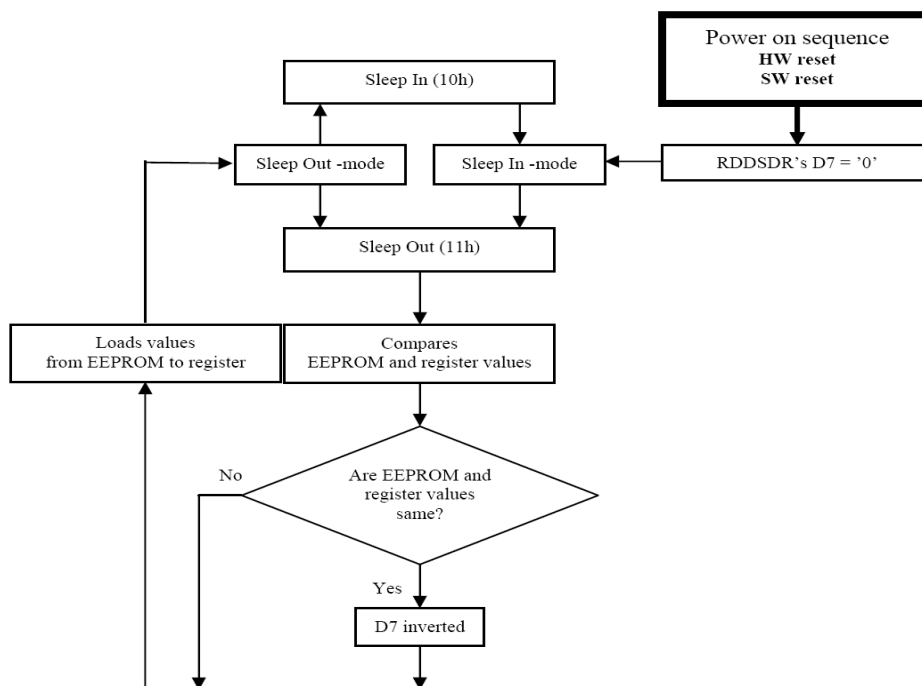 Power on sequence
HW reset
SW reset
Sleep In (10h)
Sleep Out -mode
Sleep In -mode
RDDSDR's D7 = '0'
Sleep Out (11h)
Loads values
from EEPROM to register
Compares
EEPROM and register values
No
Are EEPROM and
register values
same?
Yes
D7 inverted